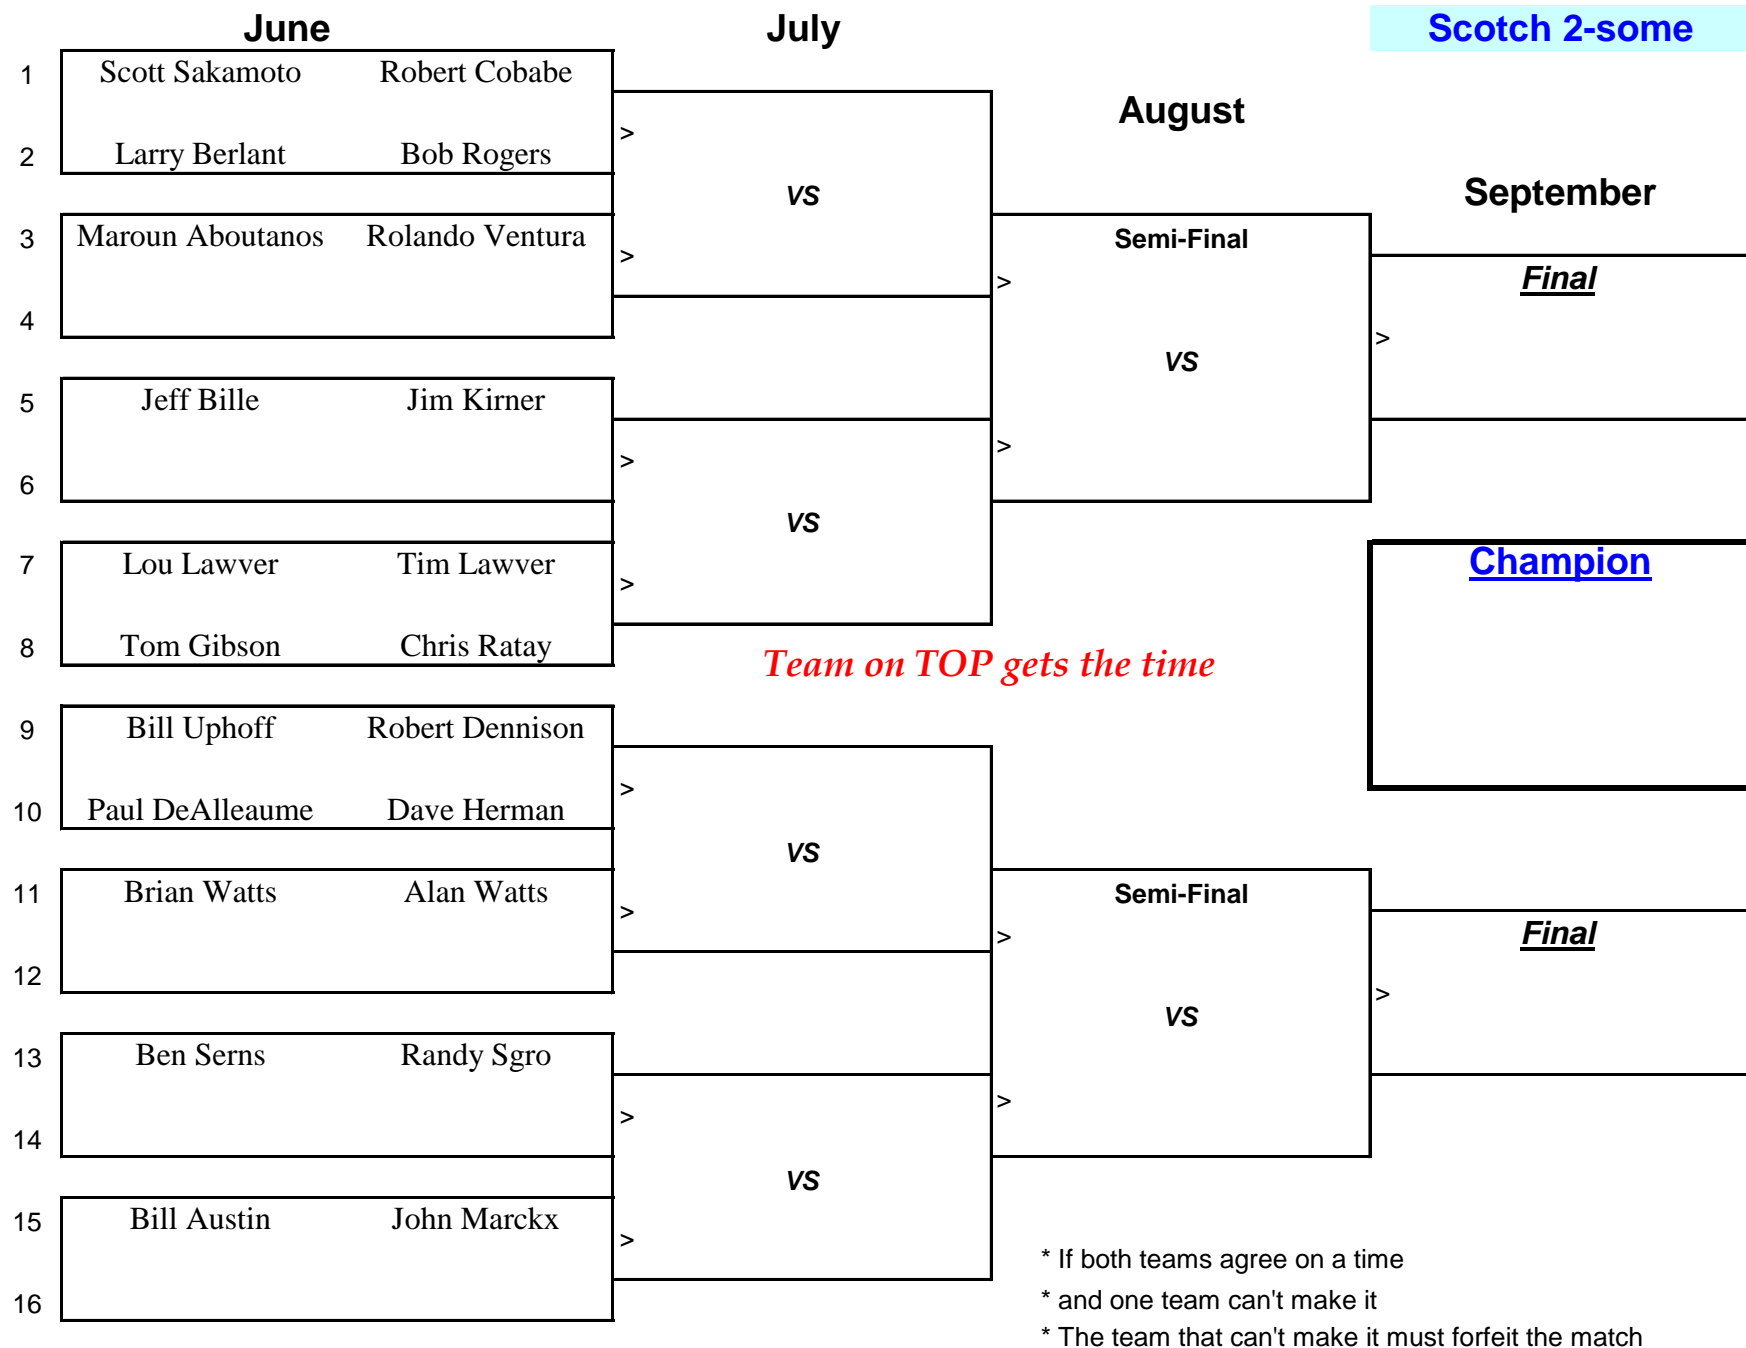 June July Scotch 2-some
1 Scott Sakamoto Robert Cobabe
August
>
2 Larry Berlant Bob Rogers
VS September
3 Maroun Aboutanos Rolando Ventura Semi-Final
>
> Final
4
>
VS
5 Jeff Bille Jim Kirner
>
>
6
VS
7 Lou Lawver Tim Lawver Champion
>
8 Tom Gibson Chris Ratay
Team on TOP gets the time
9 Bill Uphoff Robert Dennison
>
10 Paul DeAlleaume Dave Herman
VS
11 Brian Watts Alan Watts Semi-Final
>
> Final
12
>
VS
13 Ben Serns Randy Sgro
>
>
14
VS
15 Bill Austin John Marckx
>
* If both teams agree on a time
16 * and one team can't make it
* The team that can't make it must forfeit the match